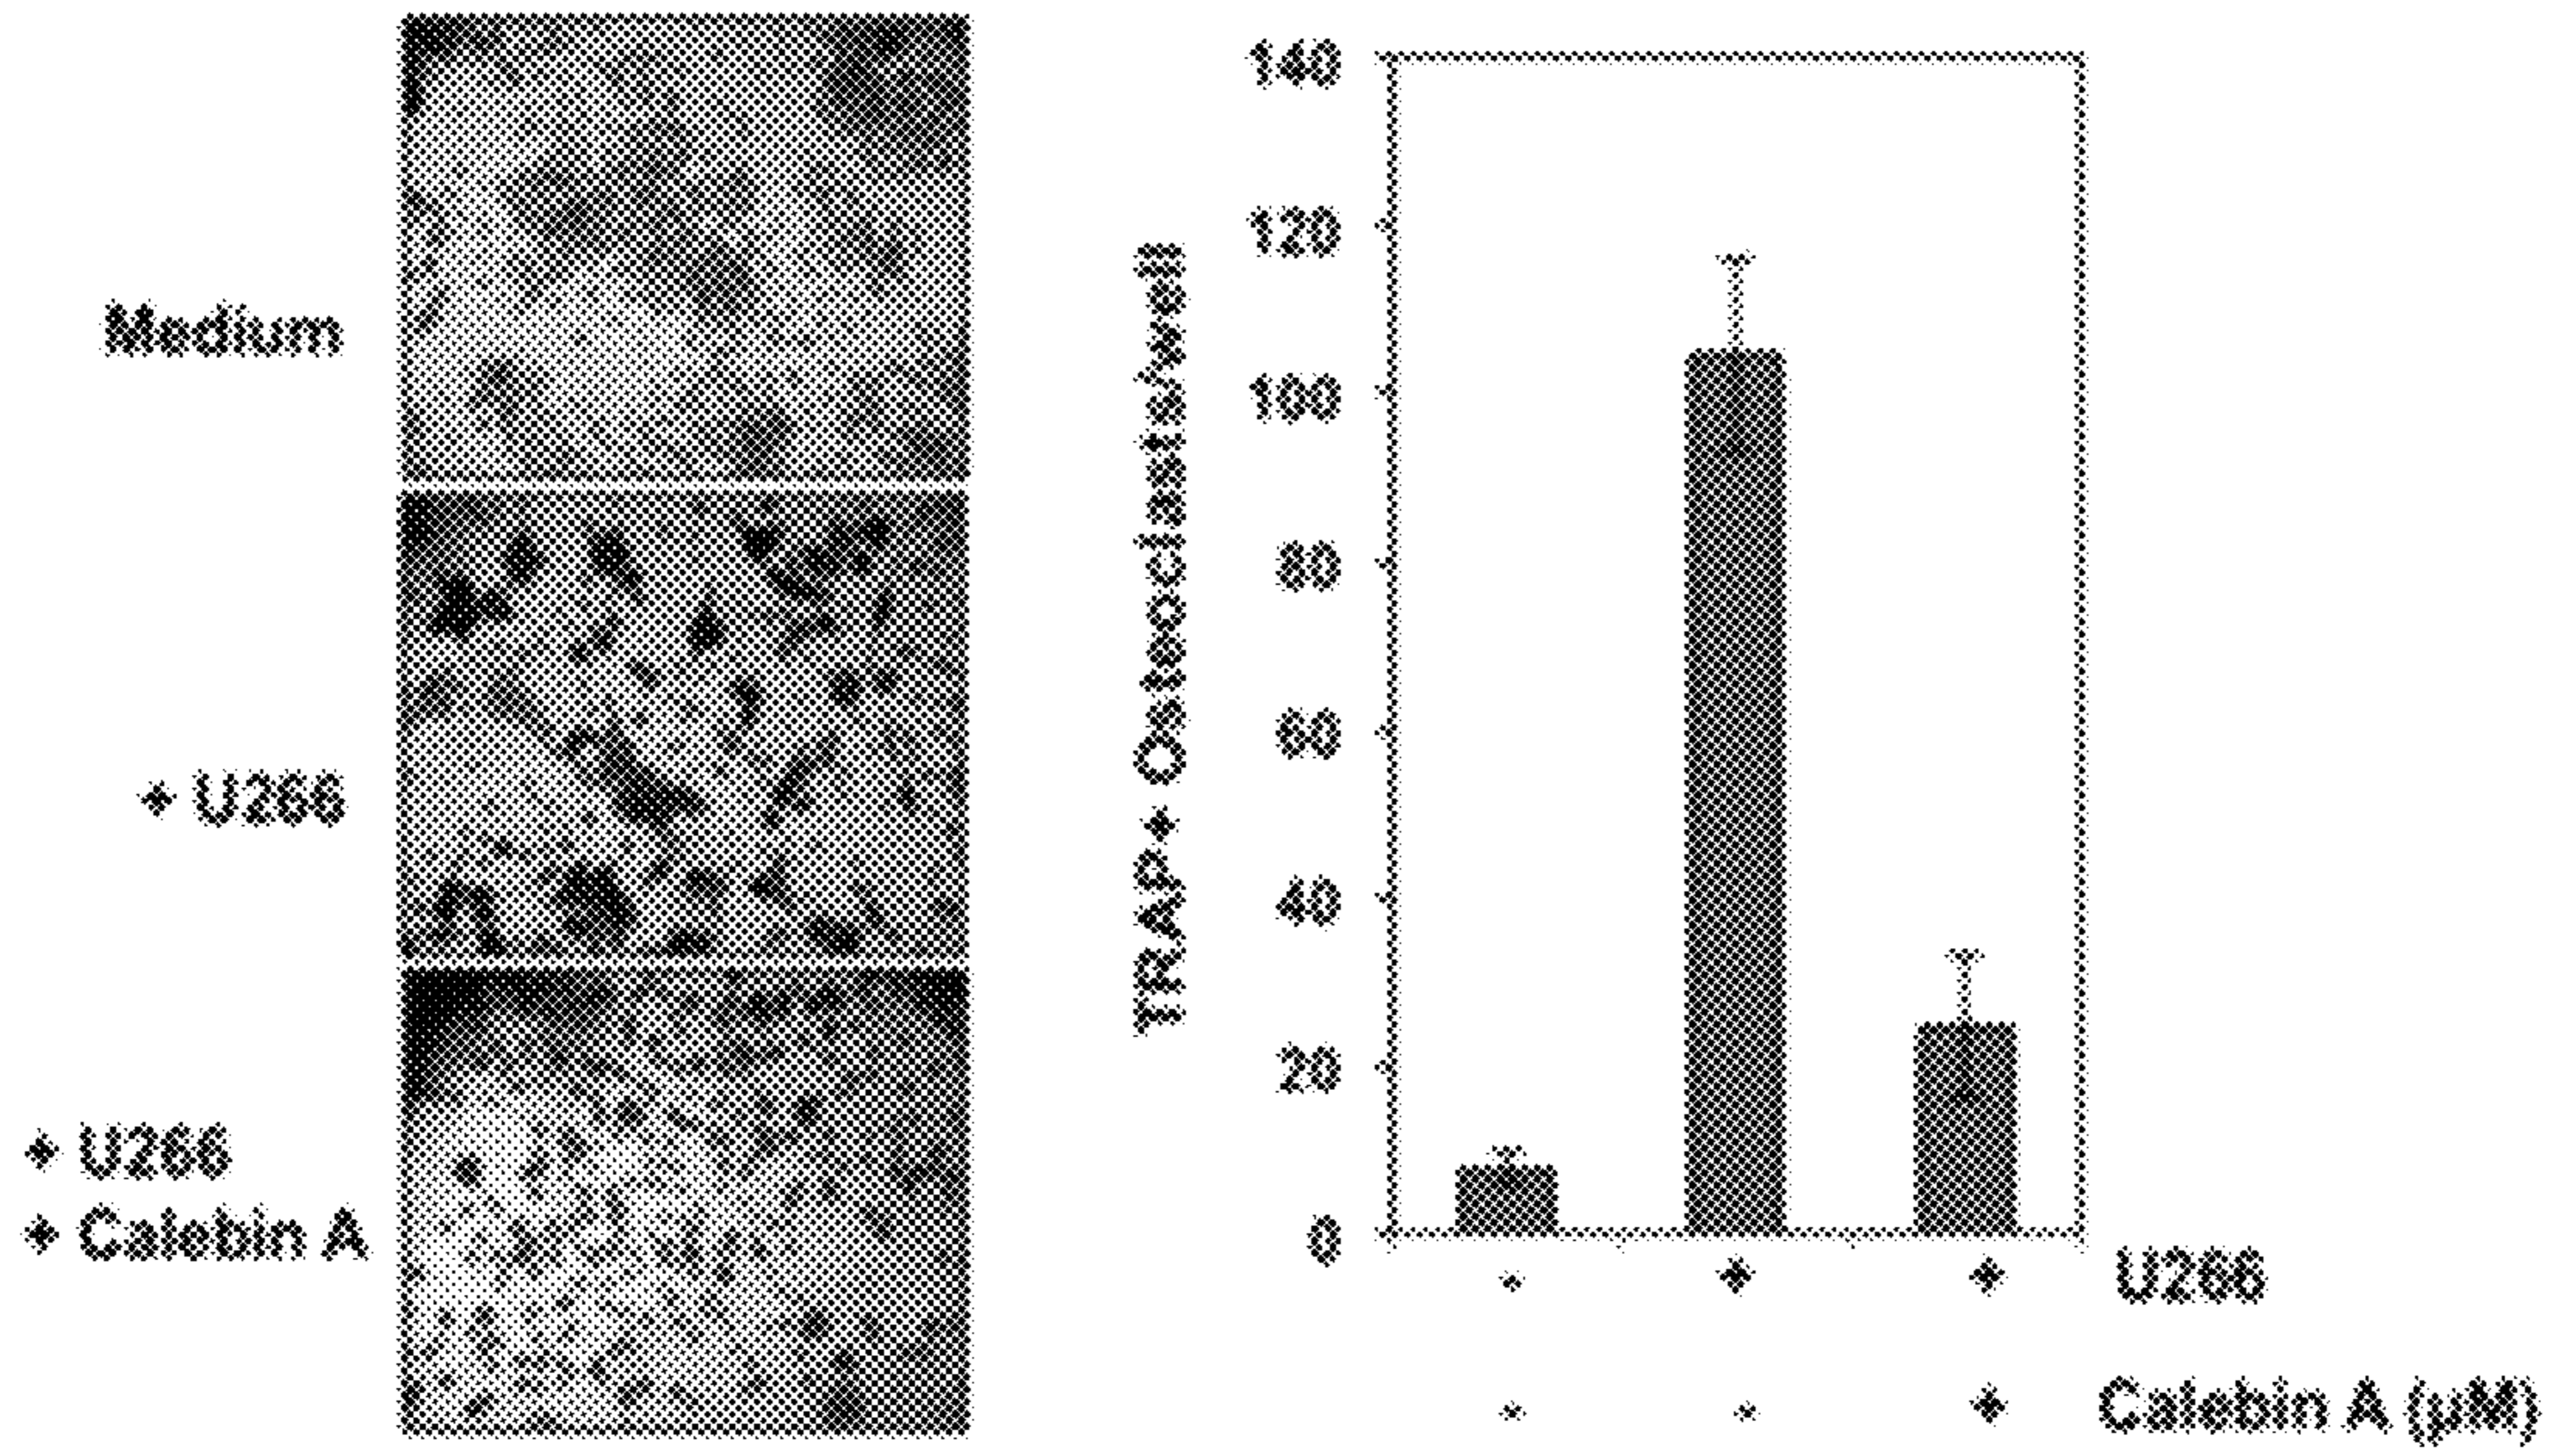 Medium
+ U266
+ U266
+ Calebin A
TRAP+ Osteoclasts/well
140
120
100
80
60
40
20
0
- + + U266
- - + Calebin A (µM)